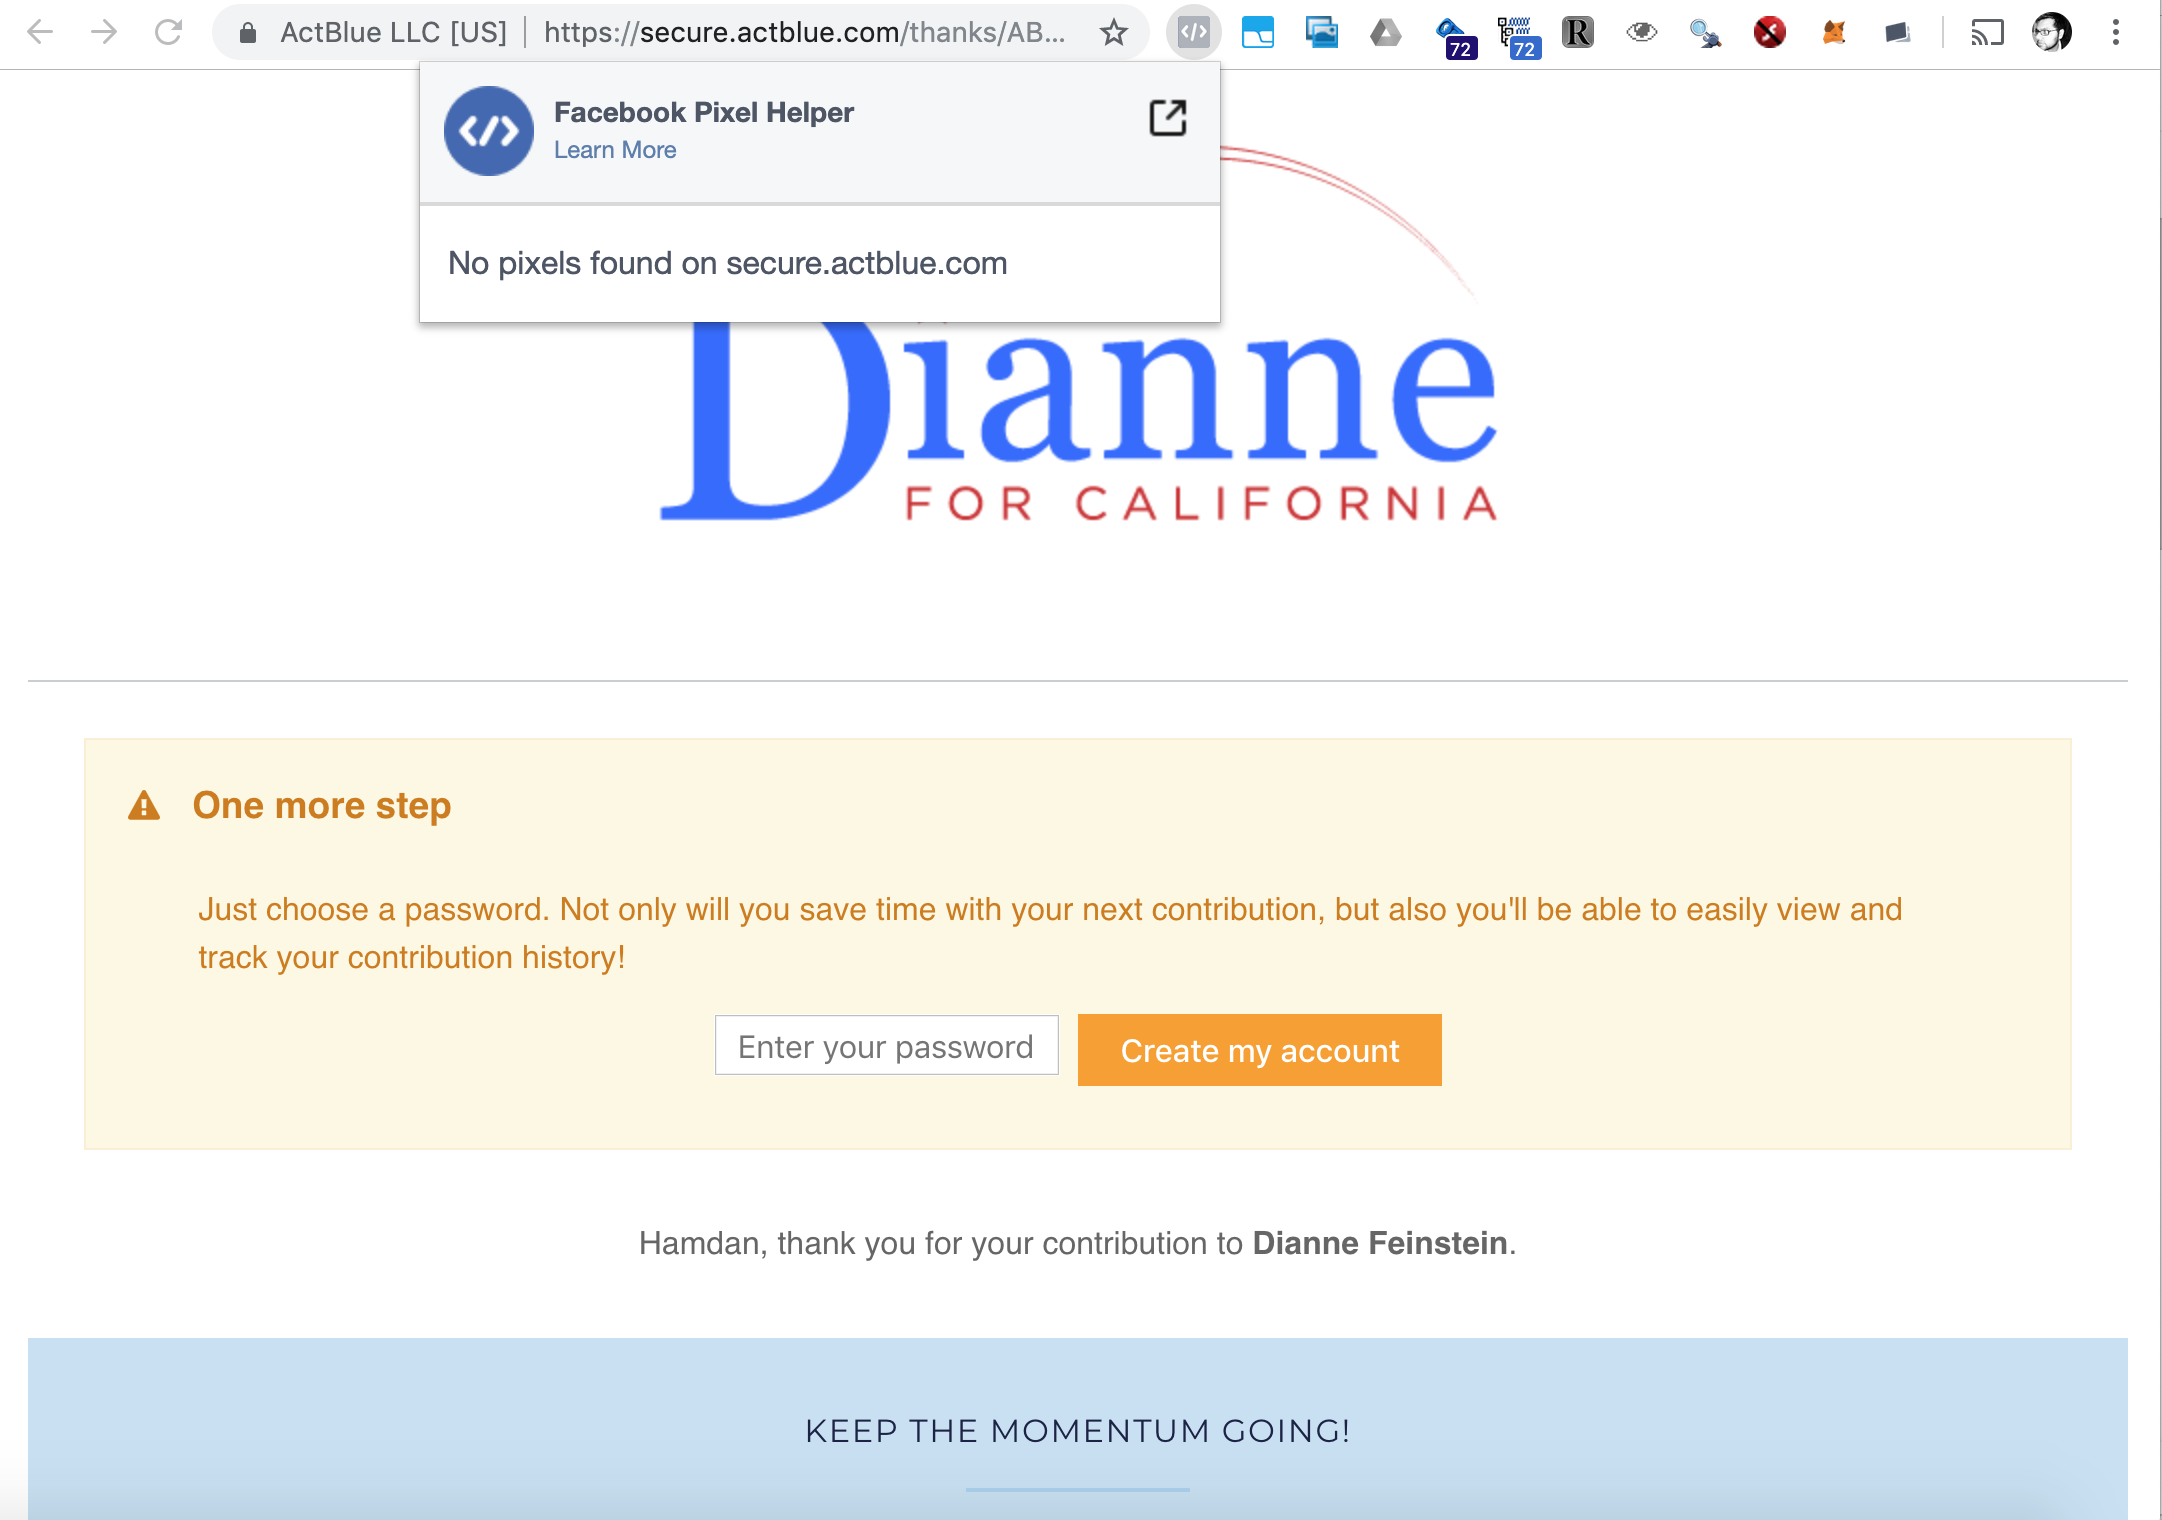 ActBlue LLC [US] | https://secure.actblue.com/thanks/AB...
72
72
R
Facebook Pixel Helper
Learn More
No pixels found on secure.actblue.com
Dianne
FOR CALIFORNIA
One more step
Just choose a password. Not only will you save time with your next contribution, but also you'll be able to easily view and
track your contribution history!
Enter your password
Create my account
Hamdan, thank you for your contribution to Dianne Feinstein.
KEEP THE MOMENTUM GOING!